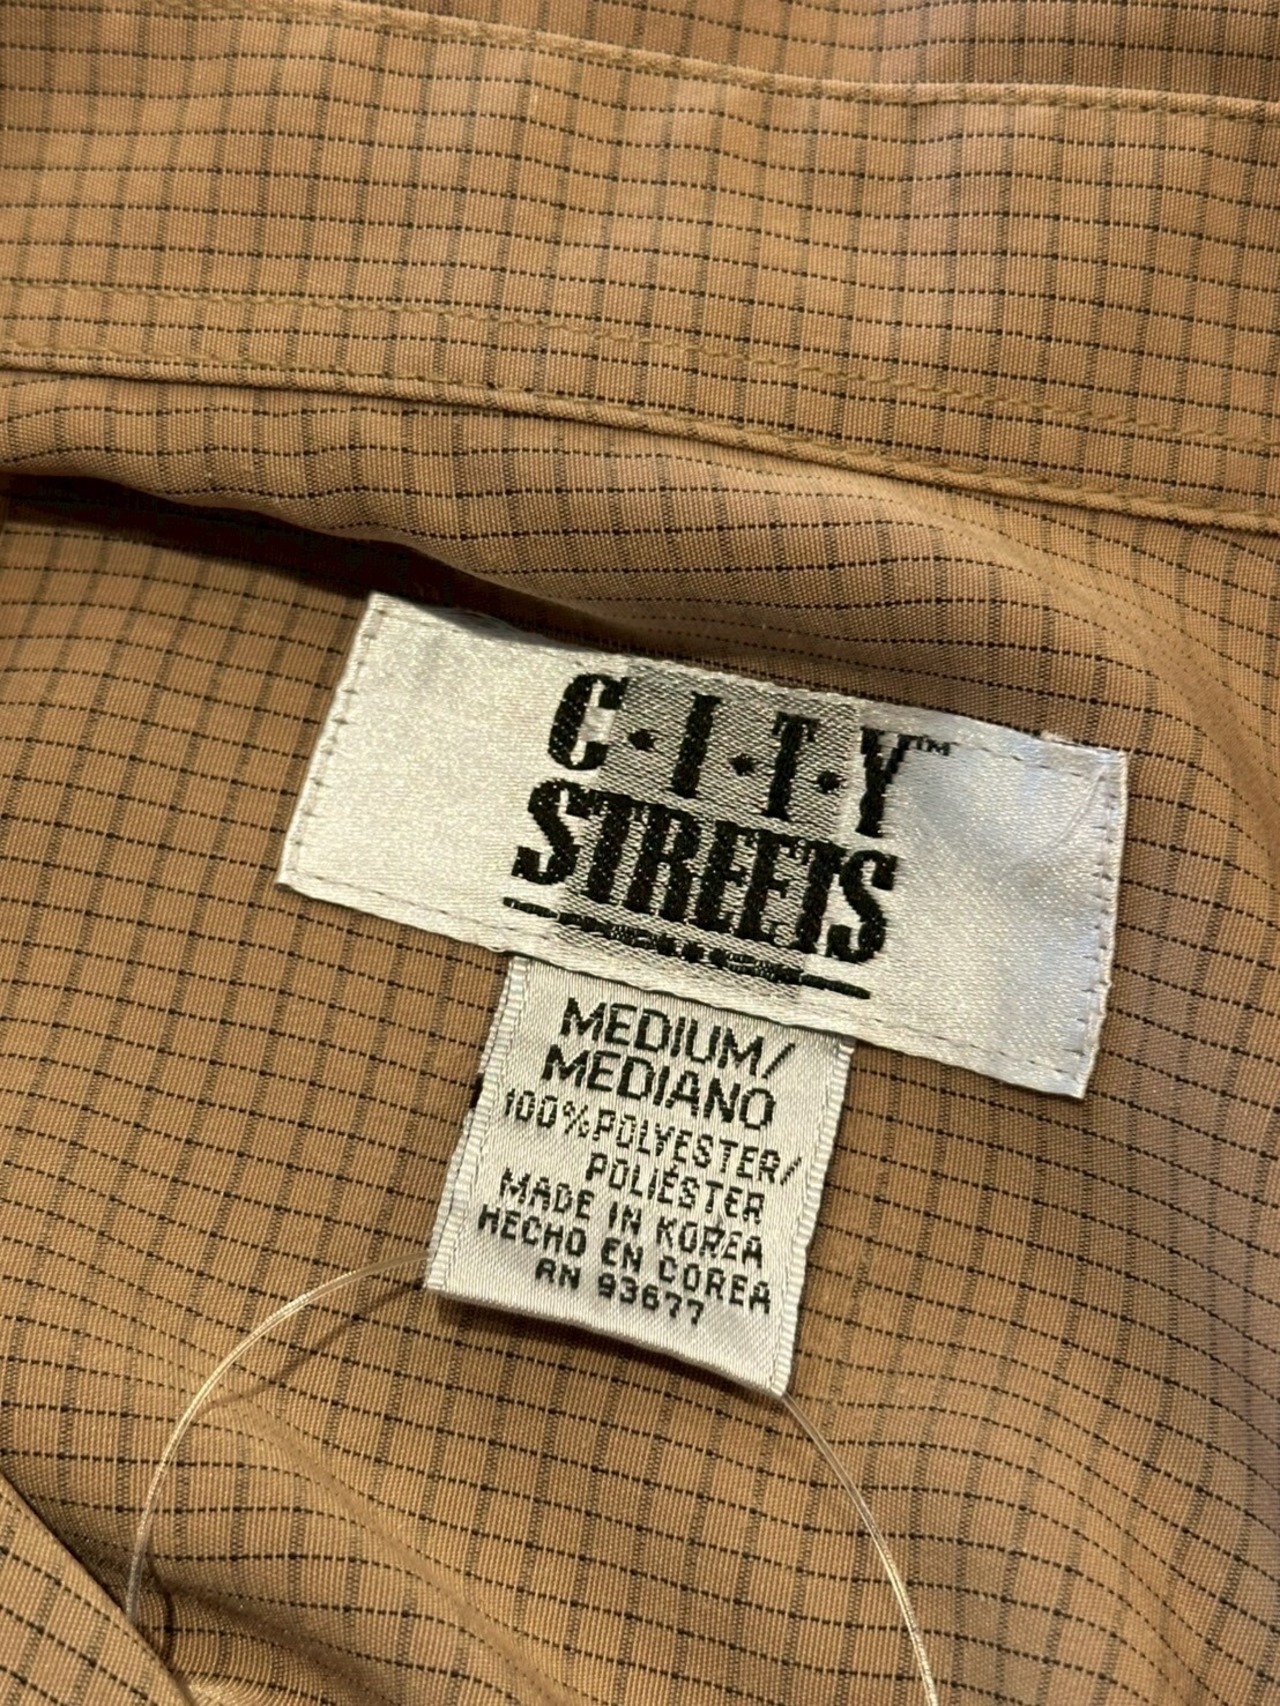 C·I·T·Y™
STREETS
MEDIUM/
MEDIANO
100% POLYESTER/
POLIÉSTER
MADE IN KOREA
HECHO EN COREA
RN 93677